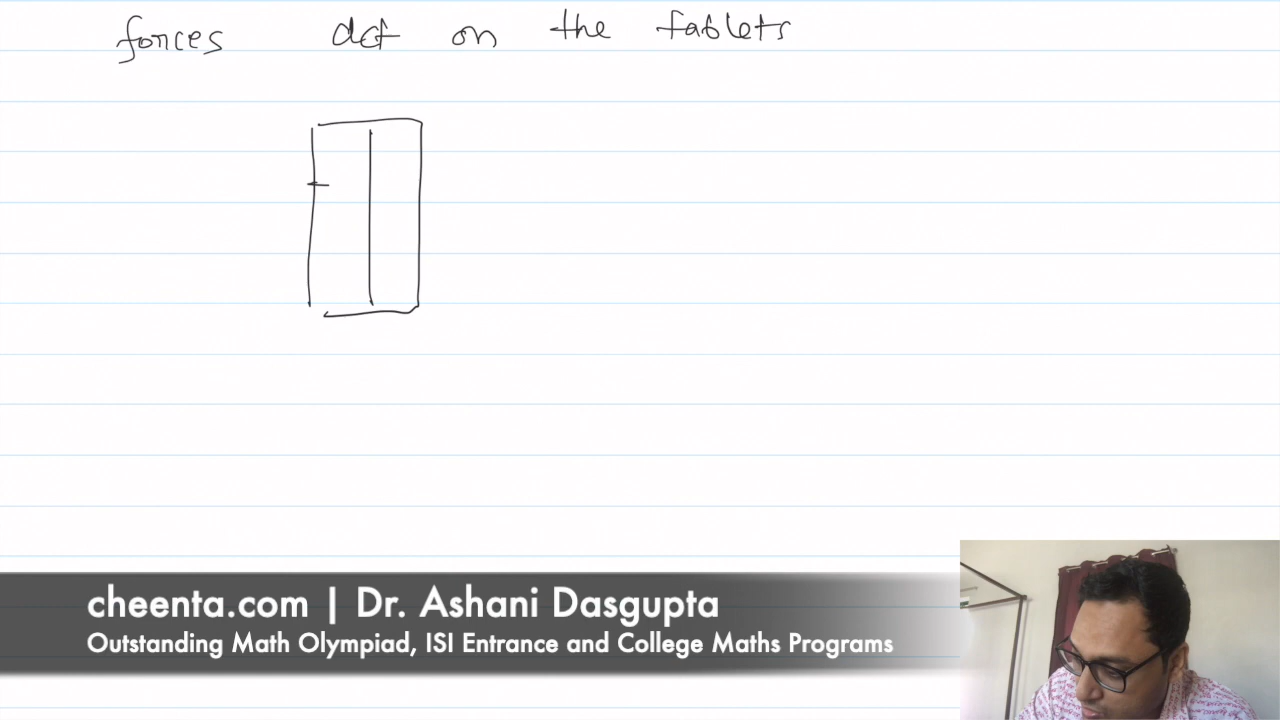 forces act on the tablets
cheenta.com | Dr. Ashani Dasgupta
Outstanding Math Olympiad, ISI Entrance and College Maths Programs